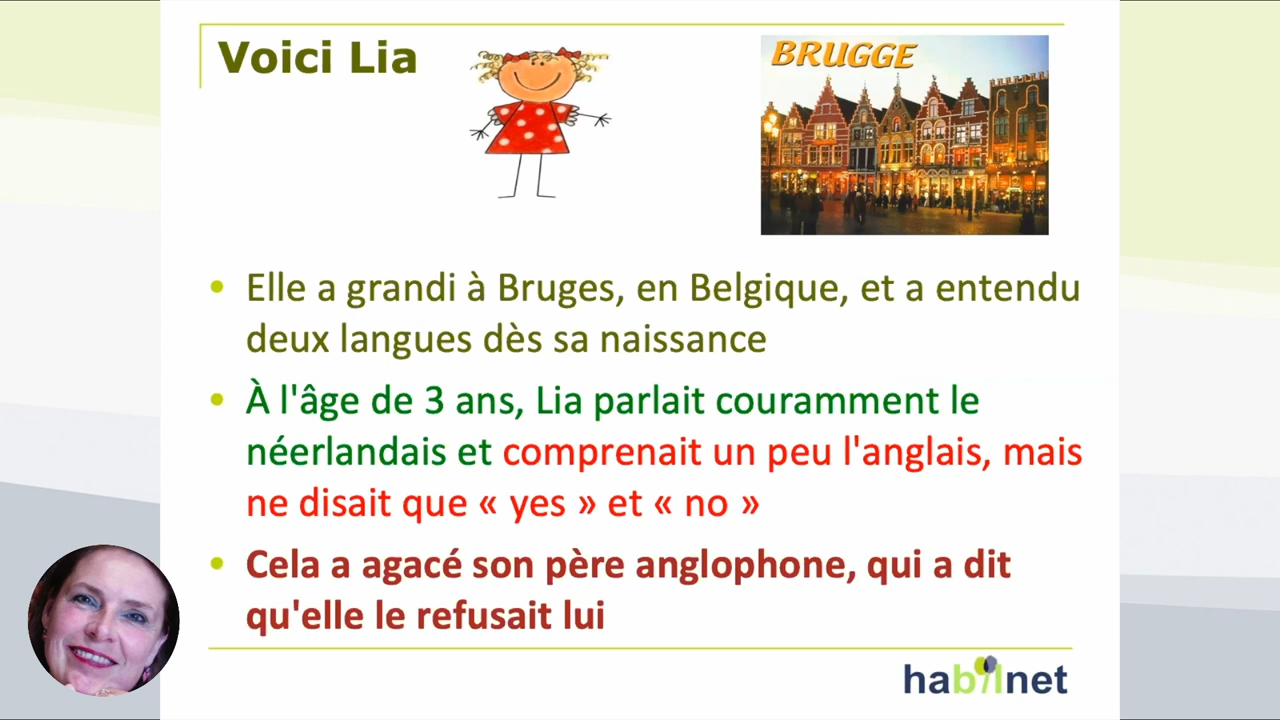 Voici Lia
BRUGGE
Elle a grandi à Bruges, en Belgique, et a entendu
deux langues dès sa naissance
À l'âge de 3 ans, Lia parlait couramment le
néerlandais et comprenait un peu l'anglais, mais
ne disait que « yes » et « no »
Cela a agacé son père anglophone, qui a dit
qu'elle le refusait lui
habilnet